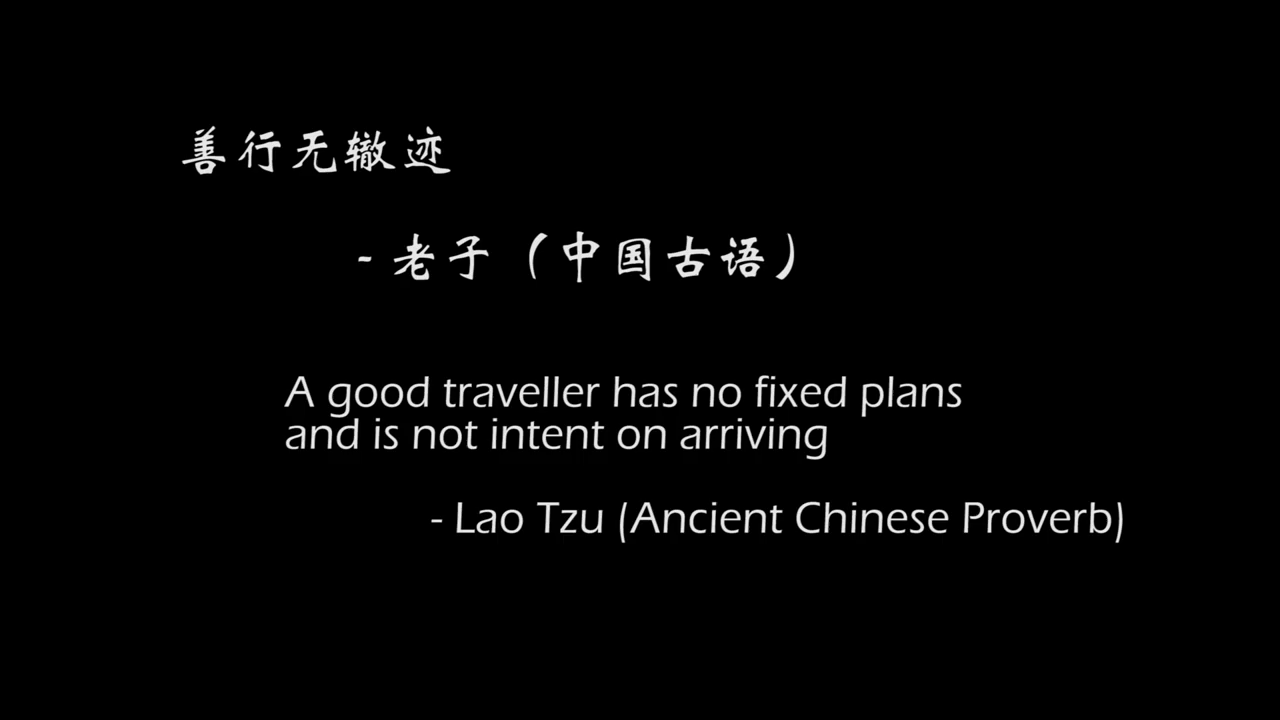 善行无辙迹
- 老子（中国古语）
A good traveller has no fixed plans
and is not intent on arriving
- Lao Tzu (Ancient Chinese Proverb)